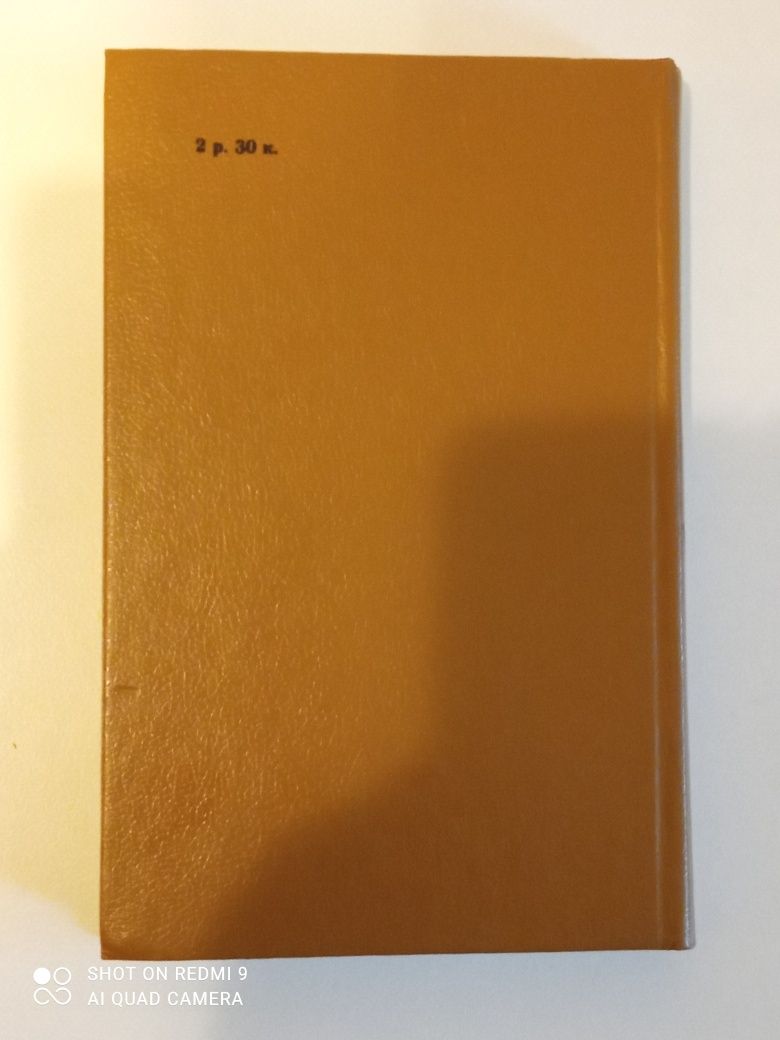 2 р. 30 к.
SHOT ON REDMI 9
AI QUAD CAMERA